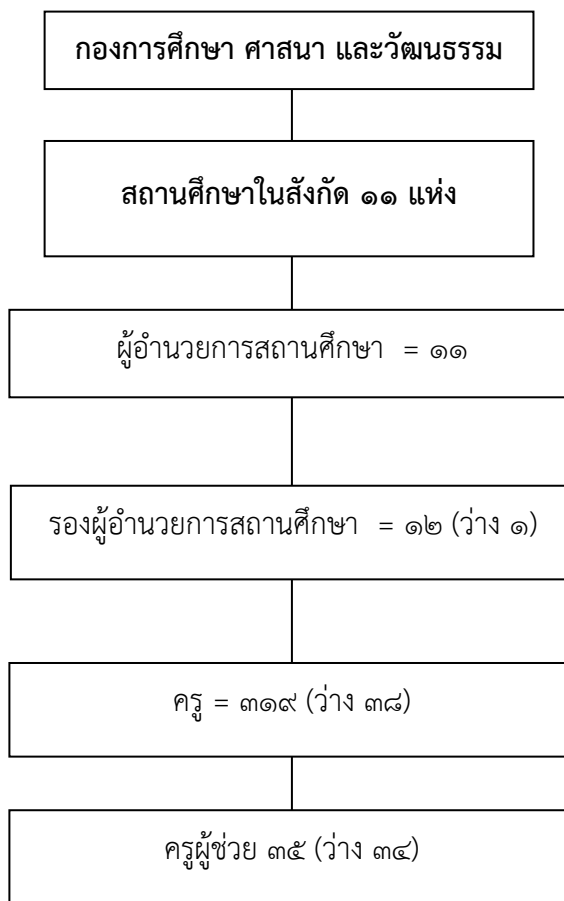 กองการศึกษา ศาสนา และวัฒนธรรม
สถานศึกษาในสังกัด ๑๑ แห่ง
ผู้อำนวยการสถานศึกษา = ๑๑
รองผู้อำนวยการสถานศึกษา = ๑๒ (ว่าง ๑)
ครู = ๓๑๙ (ว่าง ๓๘)
ครูผู้ช่วย ๓๕ (ว่าง ๓๔)